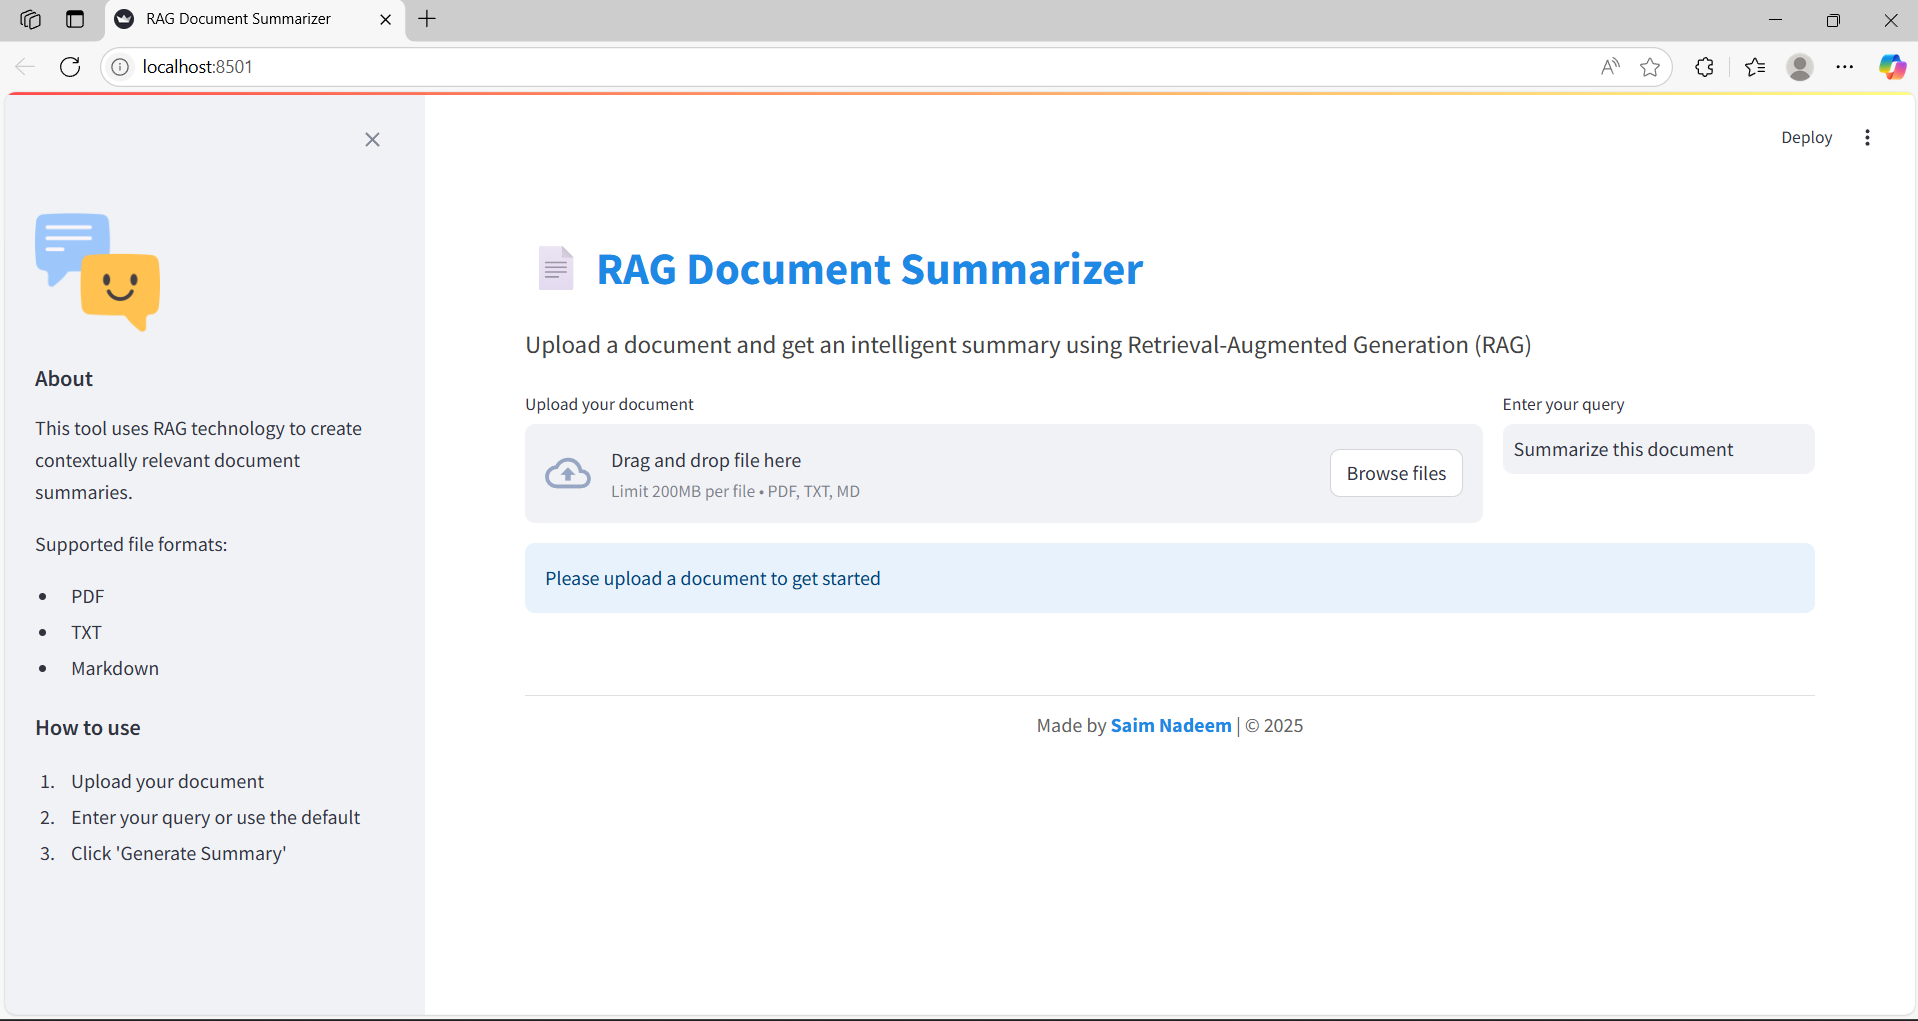 RAG Document Summarizer
localhost:8501
Deploy
About
This tool uses RAG technology to create
contextually relevant document
summaries.
Supported file formats:
• PDF
• TXT
• Markdown
How to use
1. Upload your document
2. Enter your query or use the default
3. Click 'Generate Summary'
RAG Document Summarizer
Upload a document and get an intelligent summary using Retrieval-Augmented Generation (RAG)
Upload your document
Drag and drop file here
Limit 200MB per file • PDF, TXT, MD
Browse files
Enter your query
Summarize this document
Please upload a document to get started
Made by Saim Nadeem | © 2025